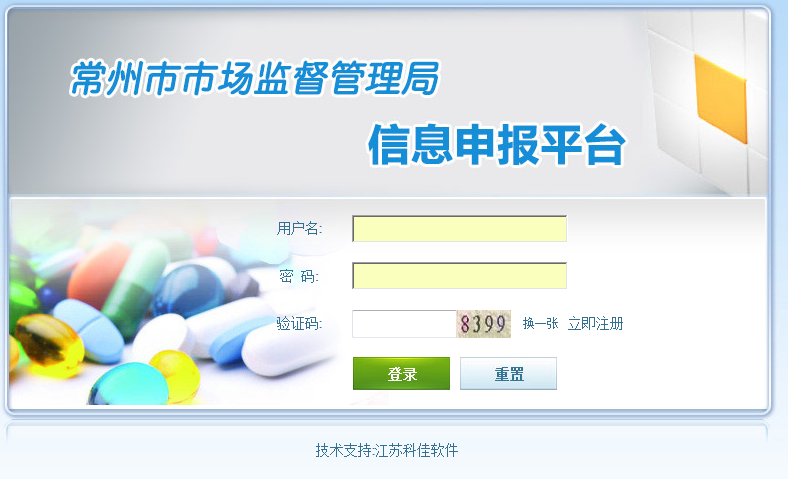 常州市市场监督管理局
信息申报平台
用户名:
密 码:
验证码: 8399 换一张 立即注册
登录 重置
技术支持:江苏科佳软件